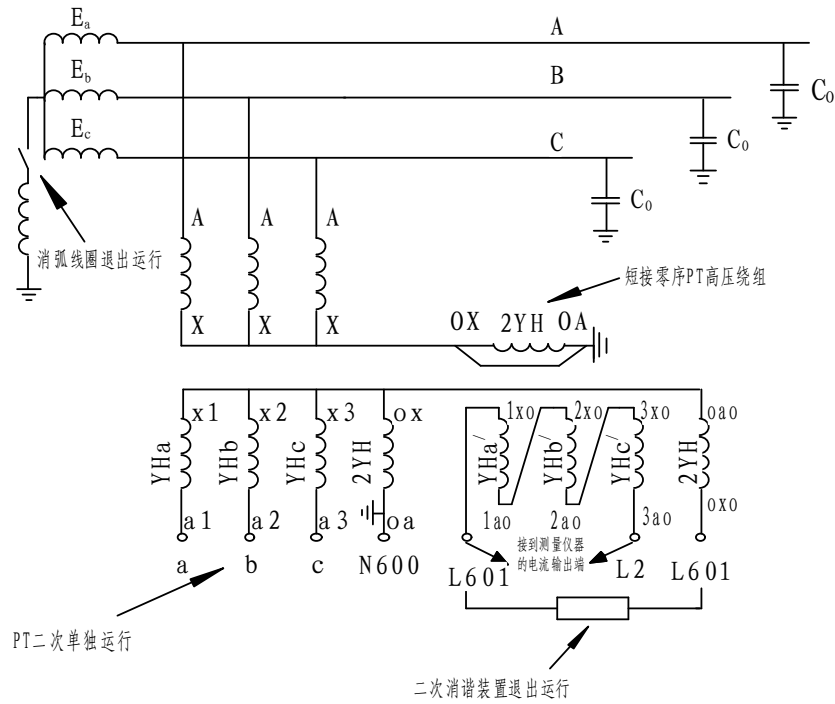 Ea
A
Eb
B
C0
Ec
C
C0
C0
A A A
消弧线圈退出运行
短接零序PT高压绕组
X X X
OX 2YH OA
x1 x2 x3 ox 1xo 2xo 3xo oao
YHa YHb YHc 2YH YHa′ YHb′ YHc′ 2YH
a1 a2 a3 oa 1ao 2ao 3ao oxo
接到测量仪器
的电流输出端
a b c N600 L601 L2 L601
PT二次单独运行
二次消谐装置退出运行